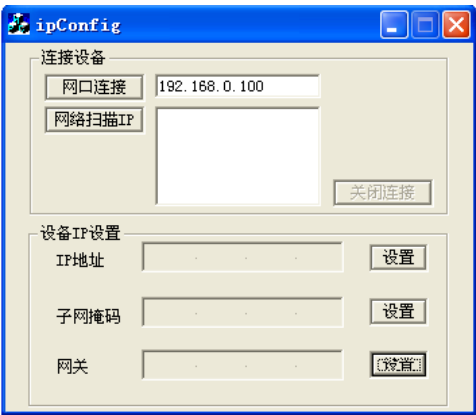 ipConfig
连接设备
网口连接 192.168.0.100
网络扫描IP
关闭连接
设备IP设置
IP地址 . . . 设置
子网掩码 . . . 设置
网关 . . . 设置